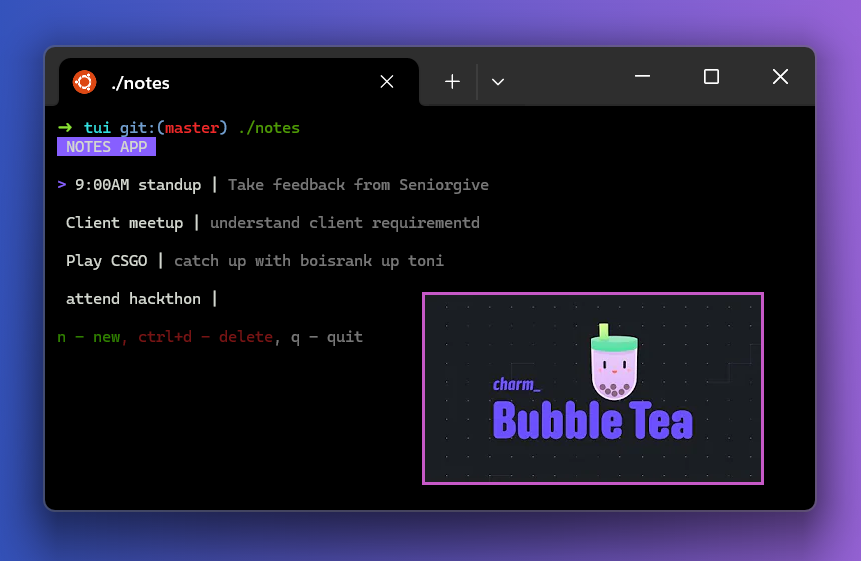 ./notes
➜ tui git:(master) ./notes
NOTES APP
> 9:00AM standup | Take feedback from Seniorgive
Client meetup | understand client requirementd
Play CSGO | catch up with boisrank up toni
attend hackthon |
n - new, ctrl+d - delete, q - quit
charm_
Bubble Tea